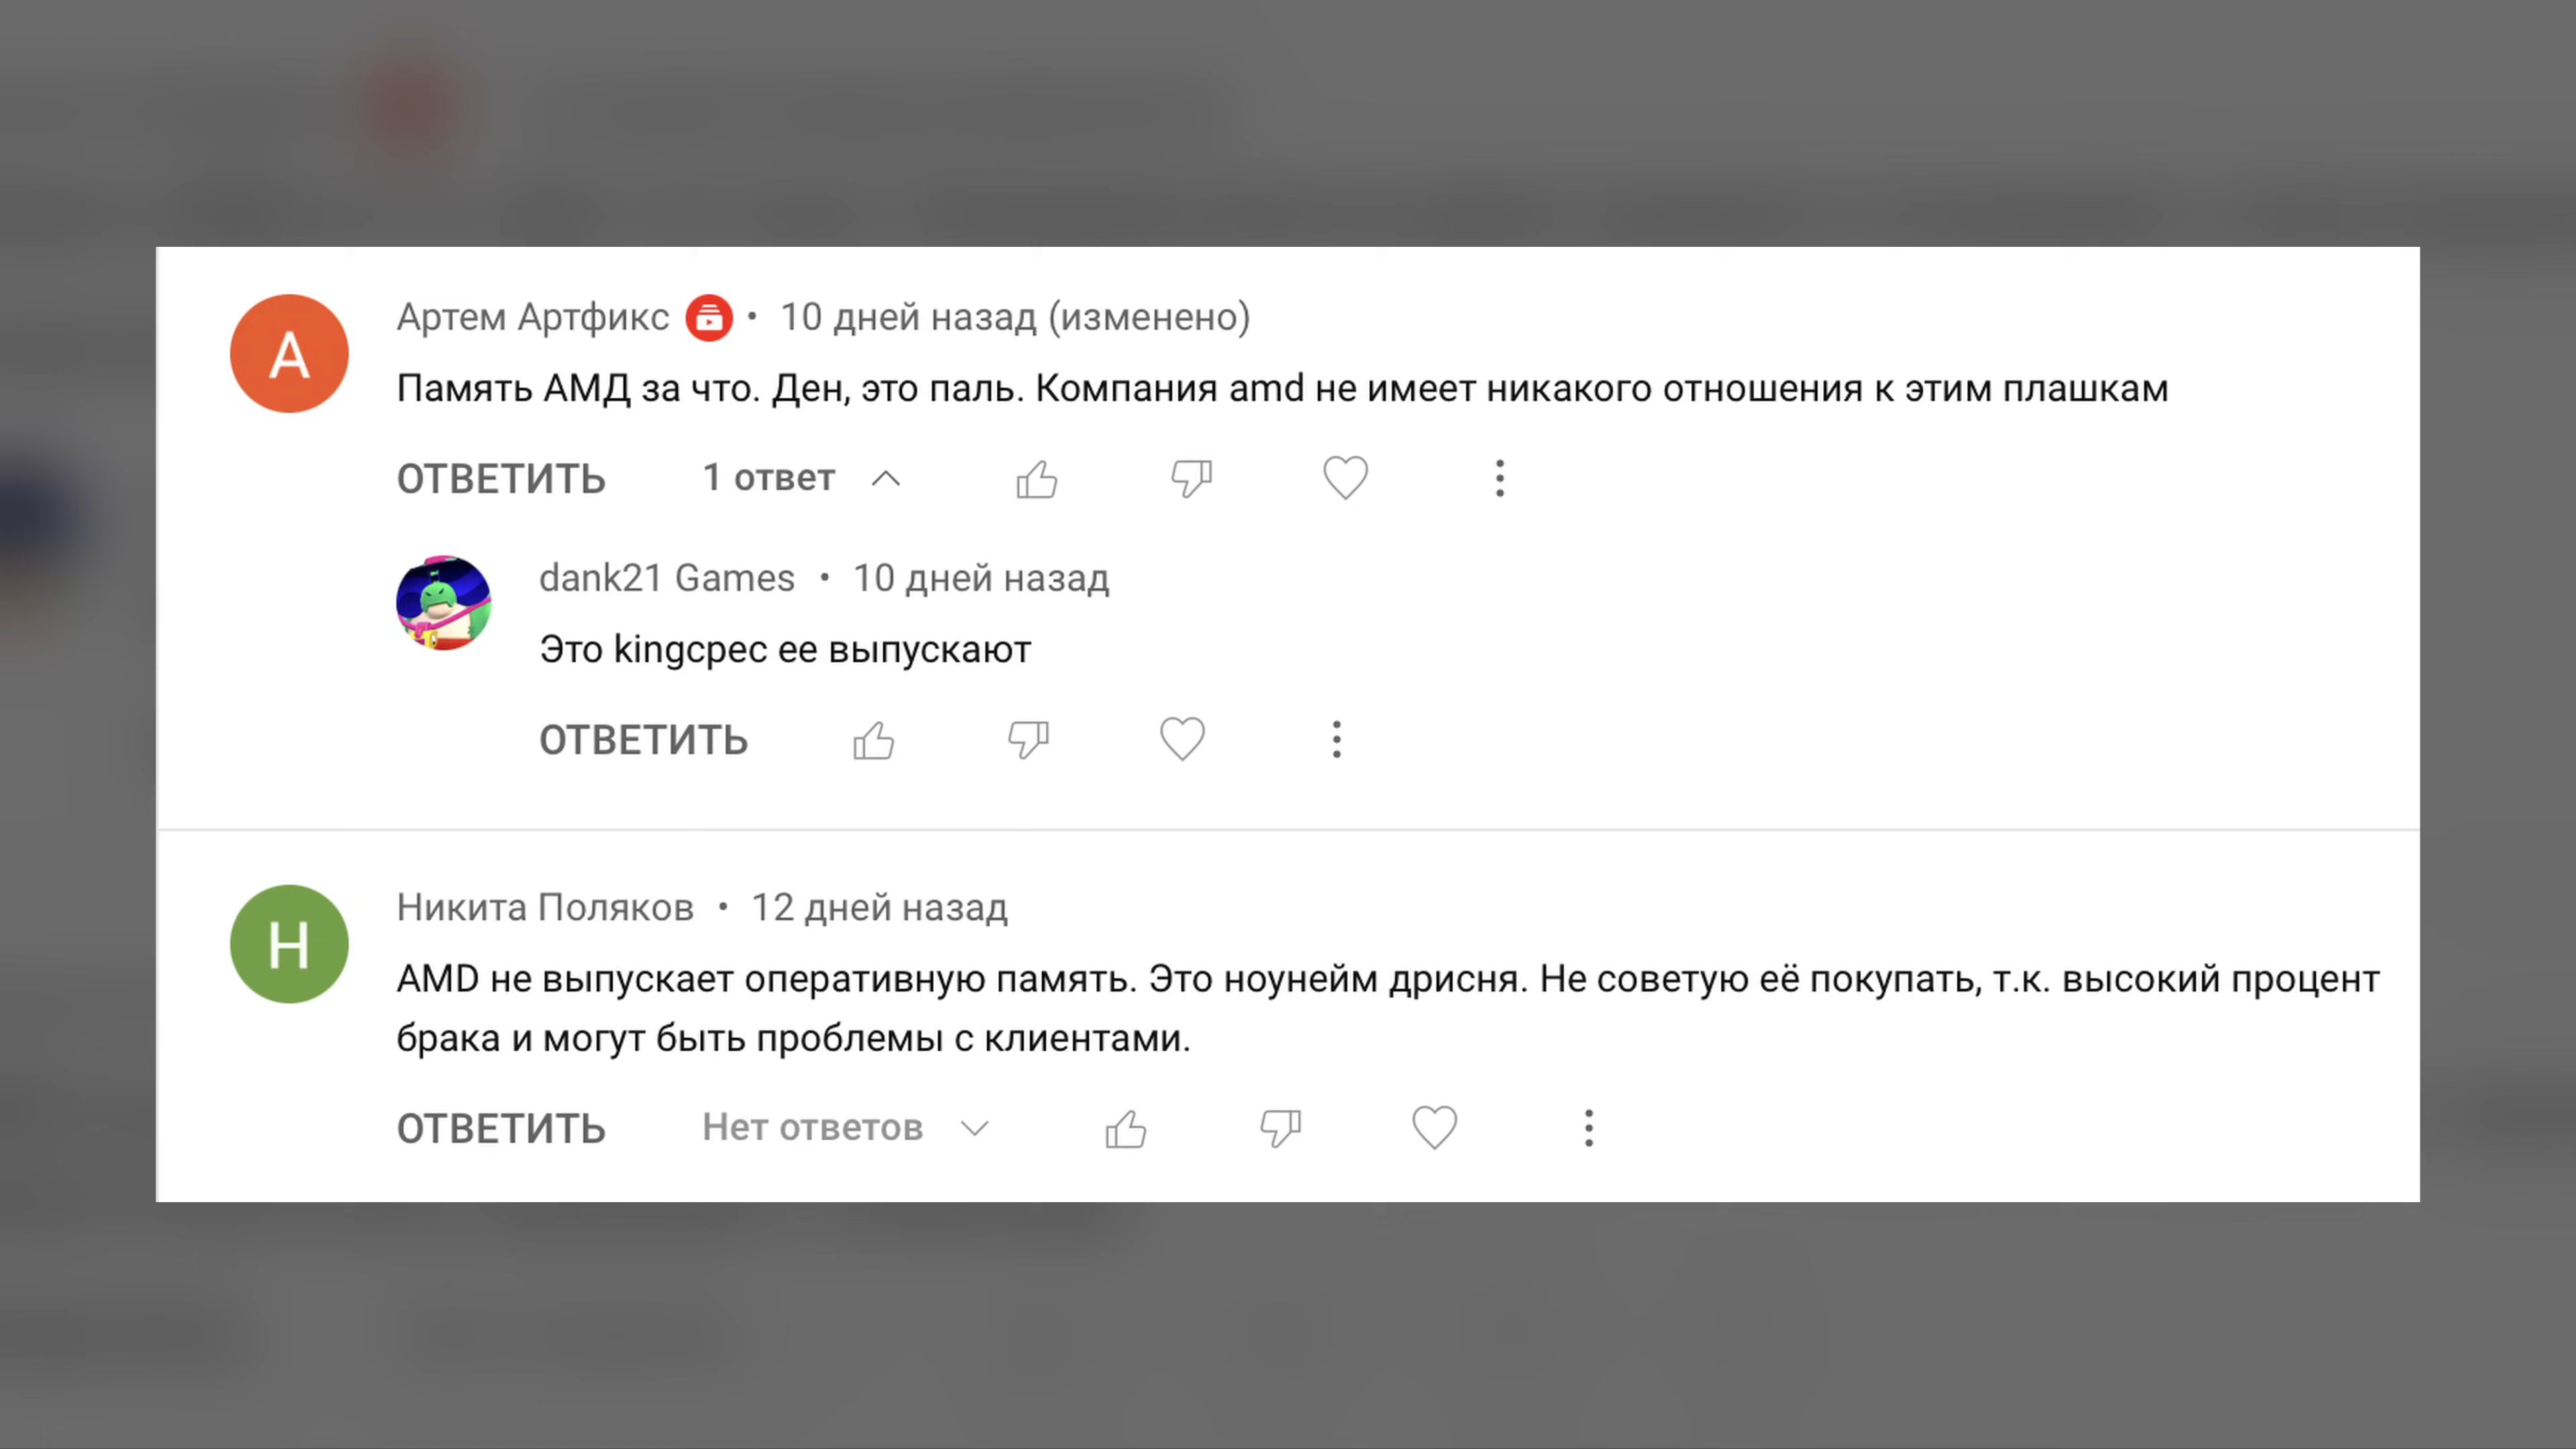 А
Артем Артфикс • 10 дней назад (изменено)
Память АМД за что. Ден, это паль. Компания amd не имеет никакого отношения к этим плашкам
ОТВЕТИТЬ 1 ответ
dank21 Games • 10 дней назад
Это kingcpec ее выпускают
ОТВЕТИТЬ
Н
Никита Поляков • 12 дней назад
AMD не выпускает оперативную память. Это ноунейм дрисня. Не советую её покупать, т.к. высокий процент
брака и могут быть проблемы с клиентами.
ОТВЕТИТЬ Нет ответов